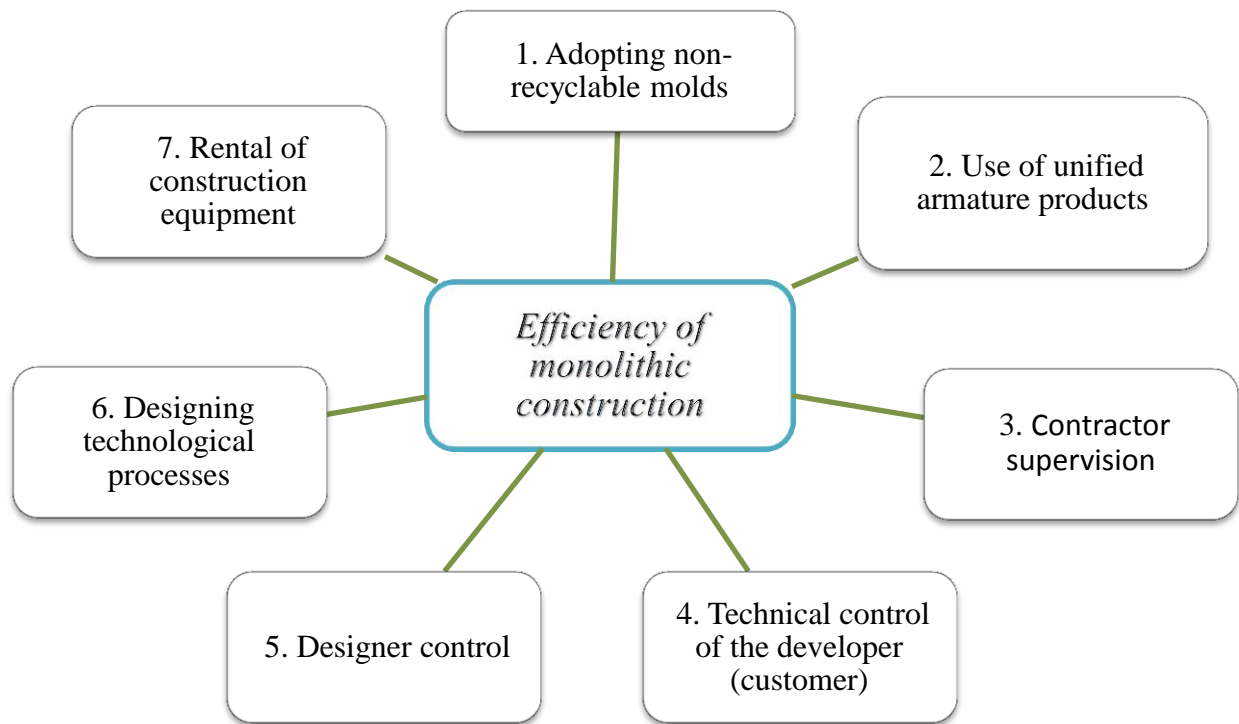 1. Adopting non-
recyclable molds
2. Use of unified
armature products
3. Contractor
supervision
4. Technical control
of the developer
(customer)
5. Designer control
6. Designing
technological
processes
7. Rental of
construction
equipment
Efficiency of
monolithic
construction